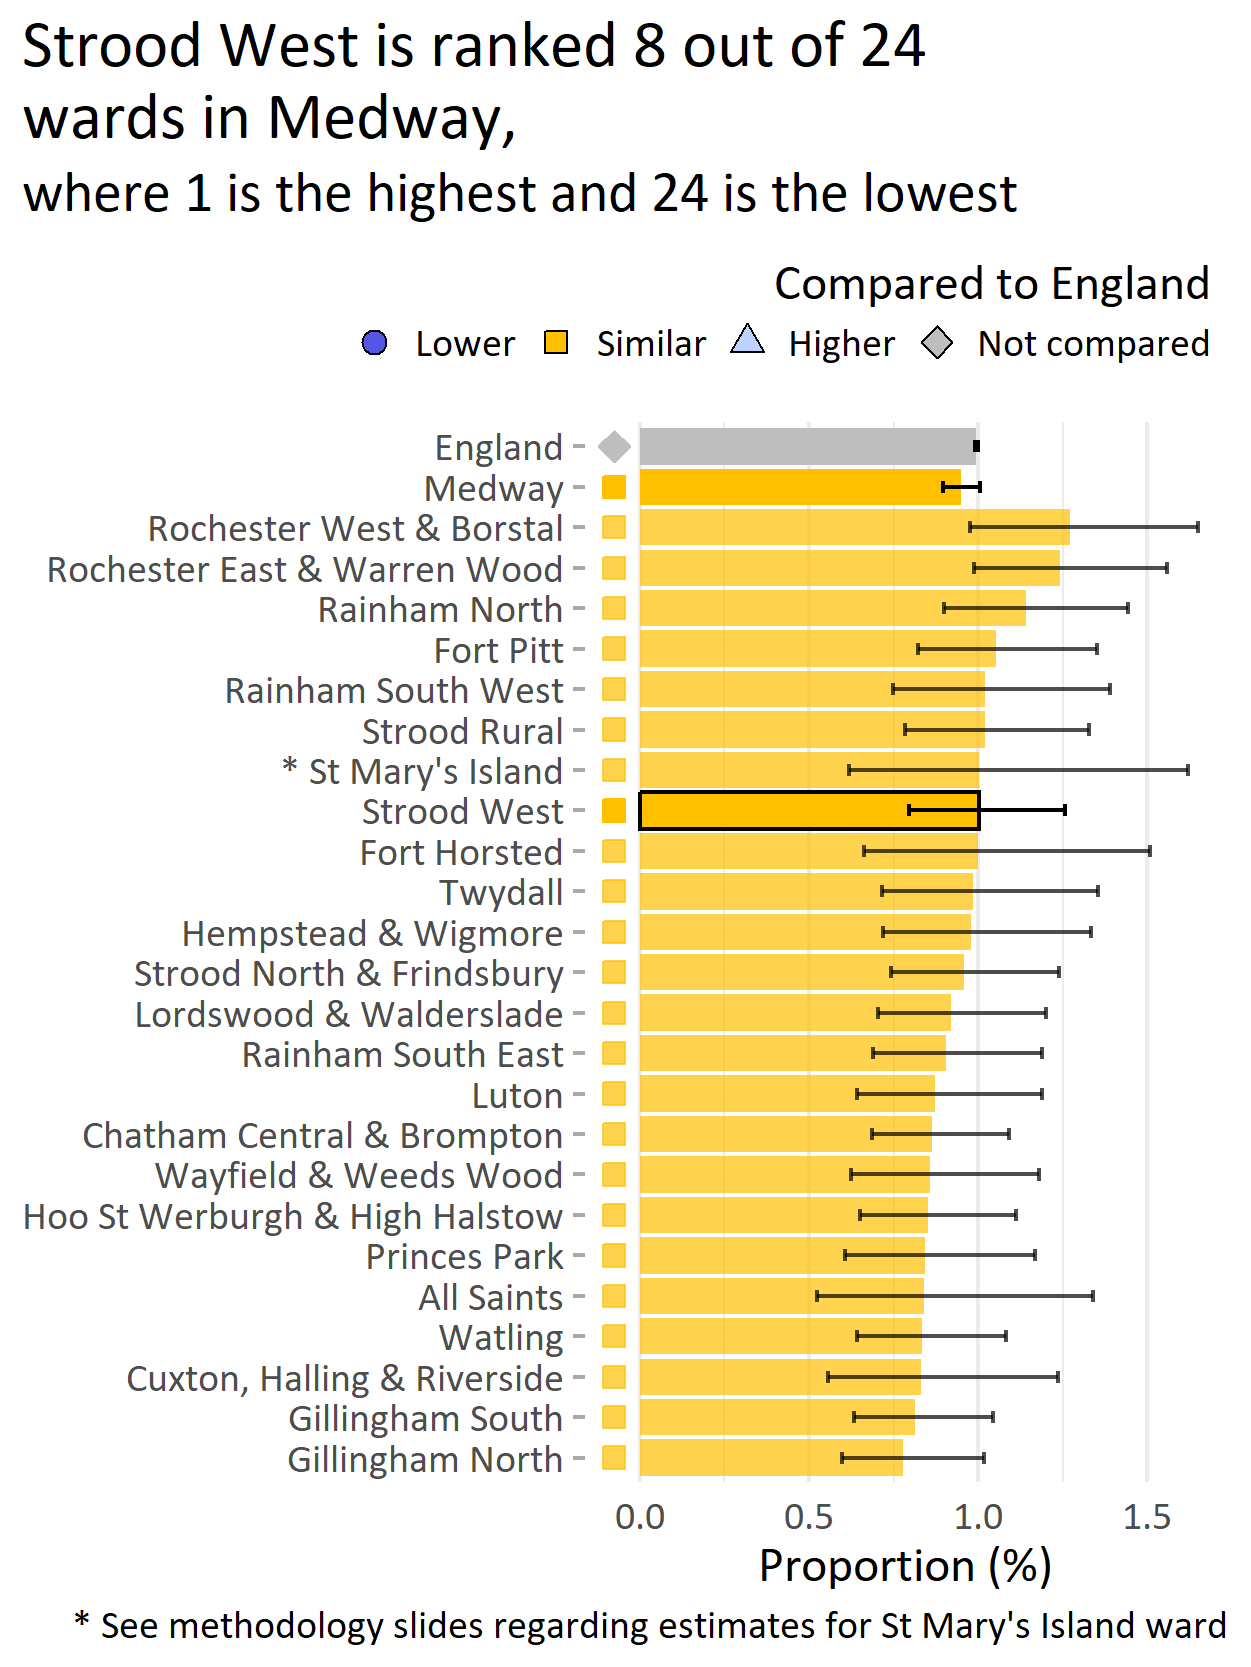 Strood West is ranked 8 out of 24
wards in Medway,
where 1 is the highest and 24 is the lowest
Compared to England
Lower Similar Higher Not compared
England
Medway
Rochester West & Borstal
Rochester East & Warren Wood
Rainham North
Fort Pitt
Rainham South West
Strood Rural
* St Mary's Island
Strood West
Fort Horsted
Twydall
Hempstead & Wigmore
Strood North & Frindsbury
Lordswood & Walderslade
Rainham South East
Luton
Chatham Central & Brompton
Wayfield & Weeds Wood
Hoo St Werburgh & High Halstow
Princes Park
All Saints
Watling
Cuxton, Halling & Riverside
Gillingham South
Gillingham North
0.0 0.5 1.0 1.5
Proportion (%)
* See methodology slides regarding estimates for St Mary's Island ward